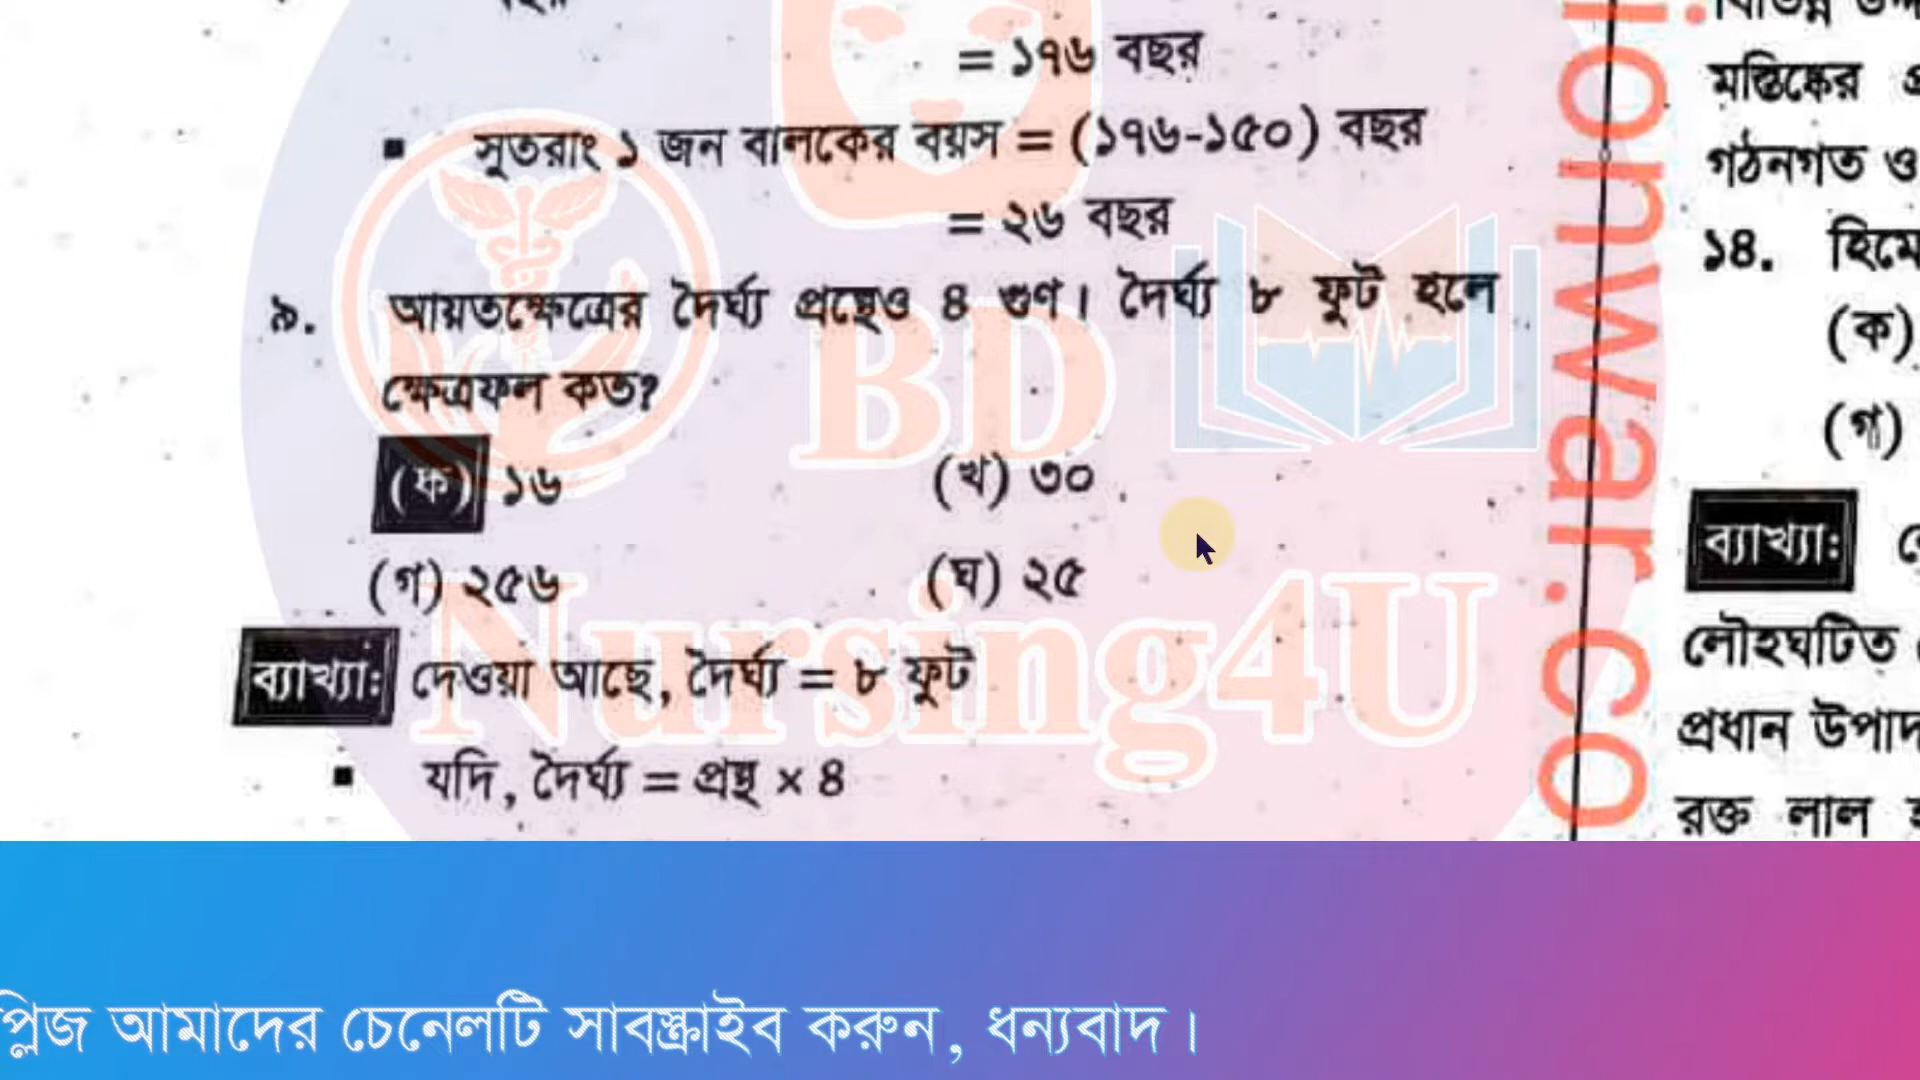 = ১৭৬ বছর
▪ সুতরাং ১ জন বালকের বয়স = (১৭৬-১৫০) বছর
= ২৬ বছর
৯. আয়তক্ষেত্রের দৈর্ঘ্য প্রস্থেও ৪ গুণ। দৈর্ঘ্য ৮ ফুট হলে
ক্ষেত্রফল কত?
(ক) ১৬ (খ) ৩০
(গ) ২৫৬ (ঘ) ২৫
ব্যাখ্যা: দেওয়া আছে, দৈর্ঘ্য = ৮ ফুট
▪ যদি, দৈর্ঘ্য = প্রস্থ × ৪
BD
Nursing4U
onwar.co
মস্তিষ্কের
গঠনগত ও
১৪.
(ক)
(গ)
ব্যাখ্যা:
লৌহঘটিত
প্রধান
রক্ত লাল
প্লিজ আমাদের চেনেলটি সাবস্ক্রাইব করুন, ধন্যবাদ।